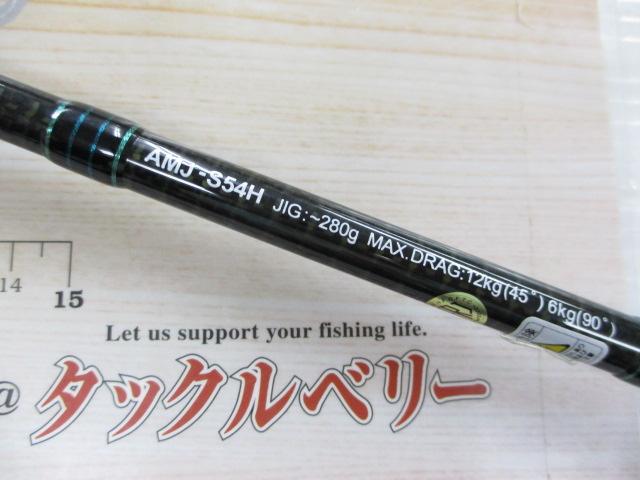 AMJ-S54H JIG:~280g MAX.DRAG:12kg(45°) 6kg(90°)
14
15
Let us support your fishing life.
@タックルベリー